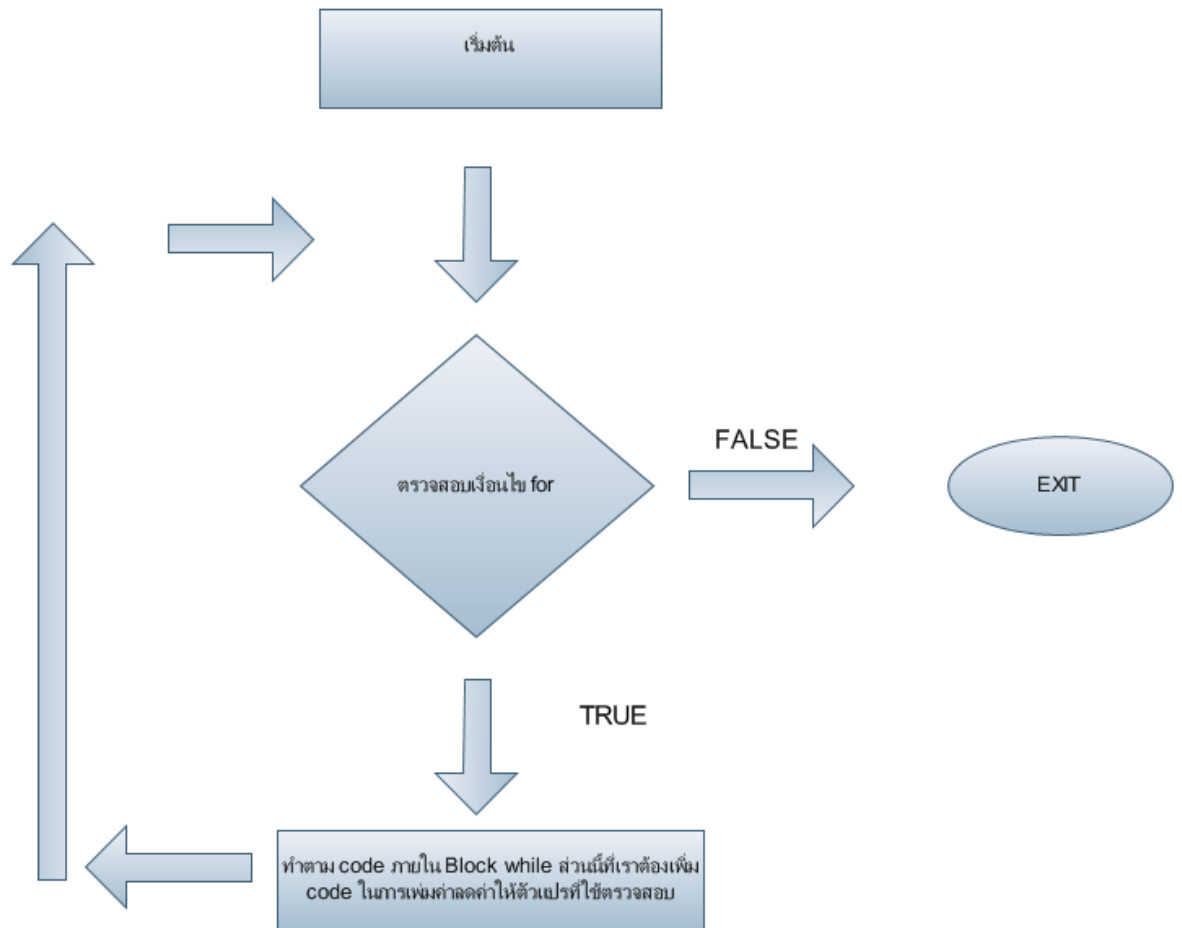 เริ่มต้น
ตรวจสอบเงื่อนไข for
FALSE
EXIT
TRUE
ทำตาม code ภายใน Block while ส่วนนี้ที่เราต้องเพิ่ม
code ในการเพิ่มค่าลดค่าให้ตัวแปรที่ใช้ตรวจสอบ